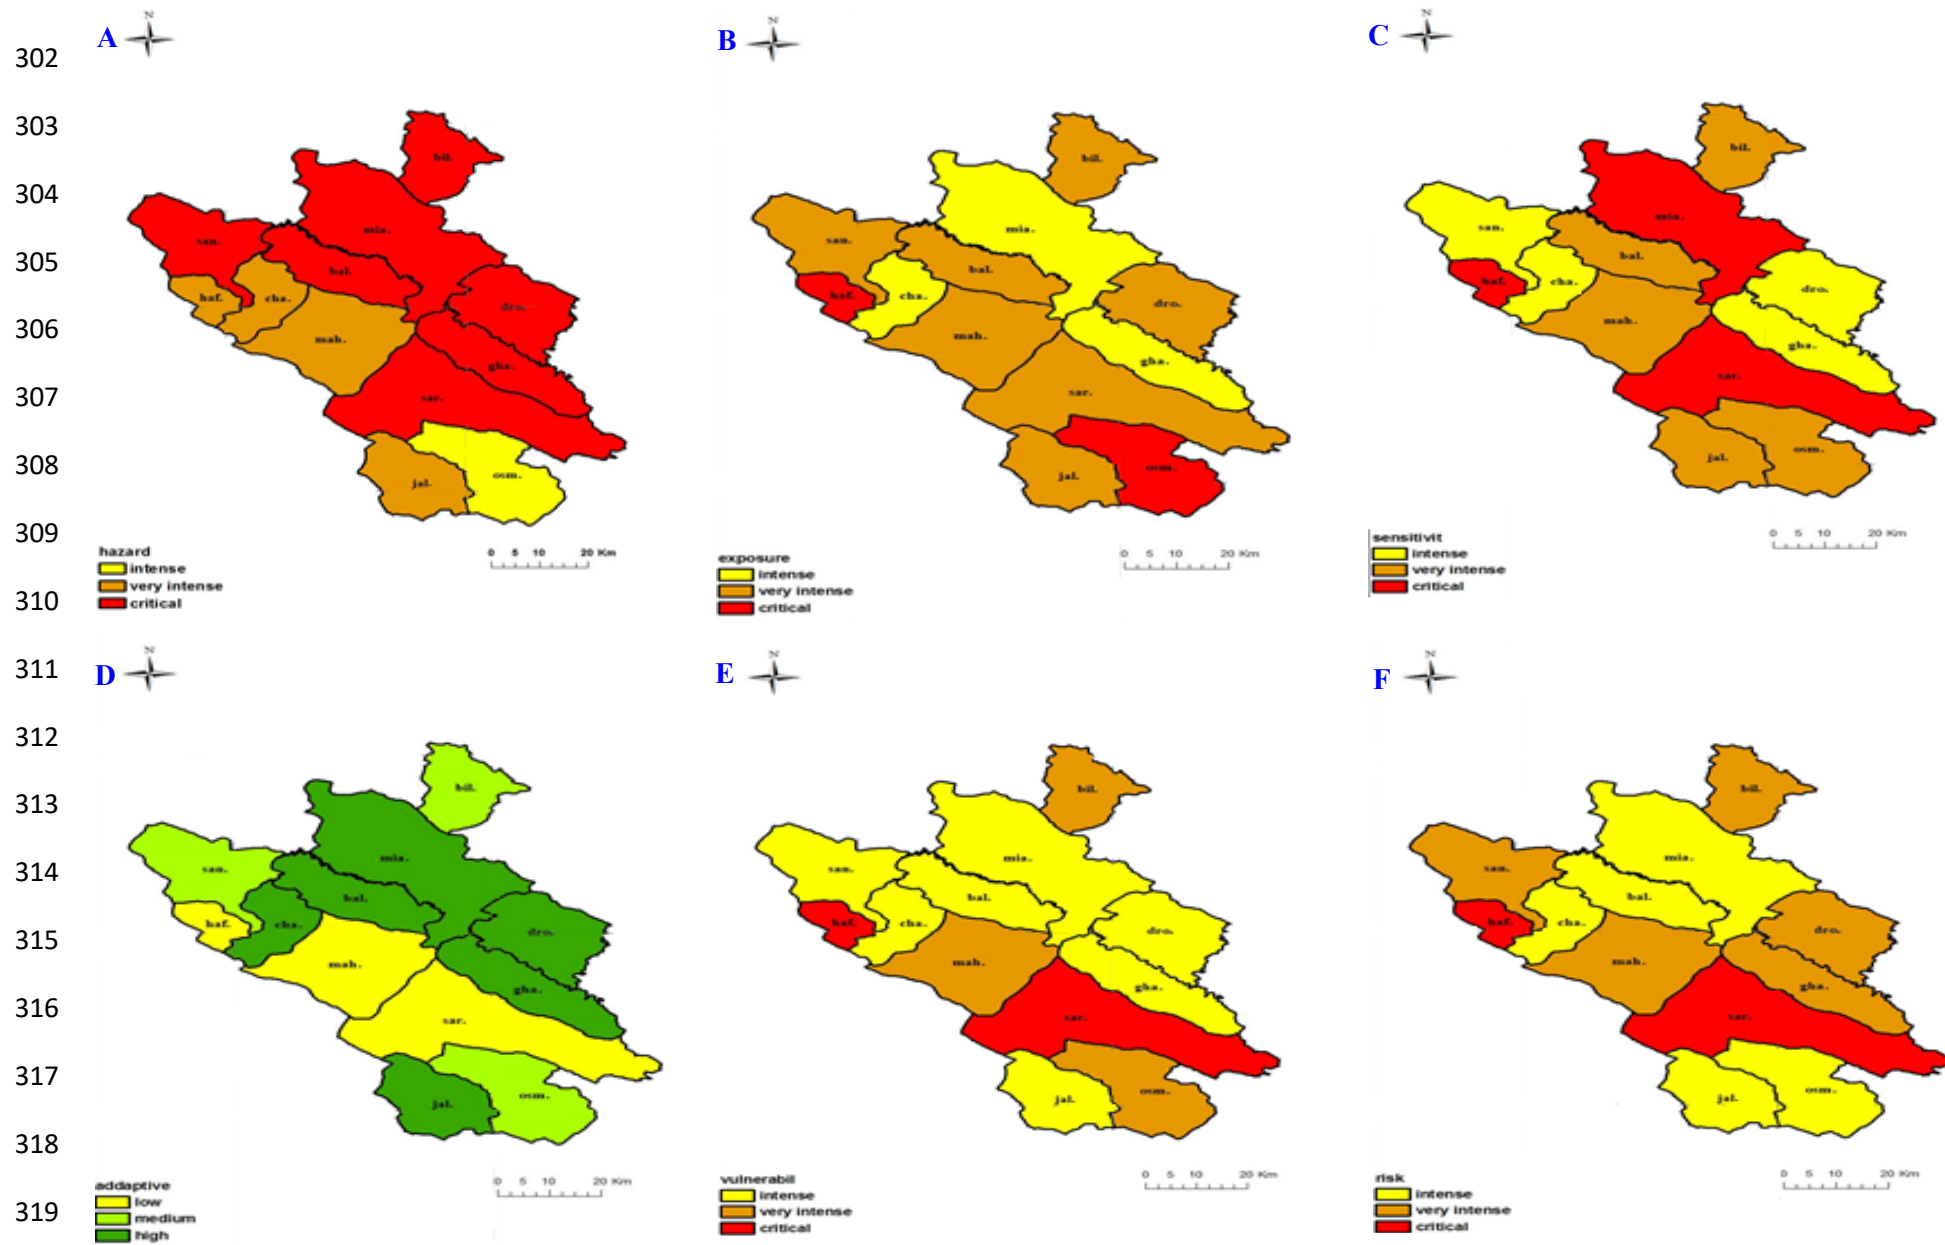 302
303
304
305
306
307
308
309
310
311
312
313
314
315
316
317
318
319
A
N
bil.
mia.
san.
bal.
haf.
cha.
dro.
mah.
gha.
sar.
jal.
osm.
hazard
intense
very intense
critical
0 5 10 20 Km
B
N
bil.
mia.
san.
bal.
haf.
cha.
dro.
mah.
gha.
sar.
jal.
osm.
exposure
intense
very intense
critical
0 5 10 20 Km
C
N
bil.
mia.
san.
bal.
haf.
cha.
dro.
mah.
gha.
sar.
jal.
osm.
sensitivit
intense
very intense
critical
0 5 10 20 Km
D
N
bil.
mia.
san.
bal.
haf.
cha.
dro.
mah.
gha.
sar.
jal.
osm.
addaptive
low
medium
high
0 5 10 20 Km
E
N
bil.
mia.
san.
bal.
haf.
cha.
dro.
mah.
gha.
sar.
jal.
osm.
vulnerabil
intense
very intense
critical
0 5 10 20 Km
F
N
bil.
mia.
san.
bal.
haf.
cha.
dro.
mah.
gha.
sar.
jal.
osm.
risk
intense
very intense
critical
0 5 10 20 Km